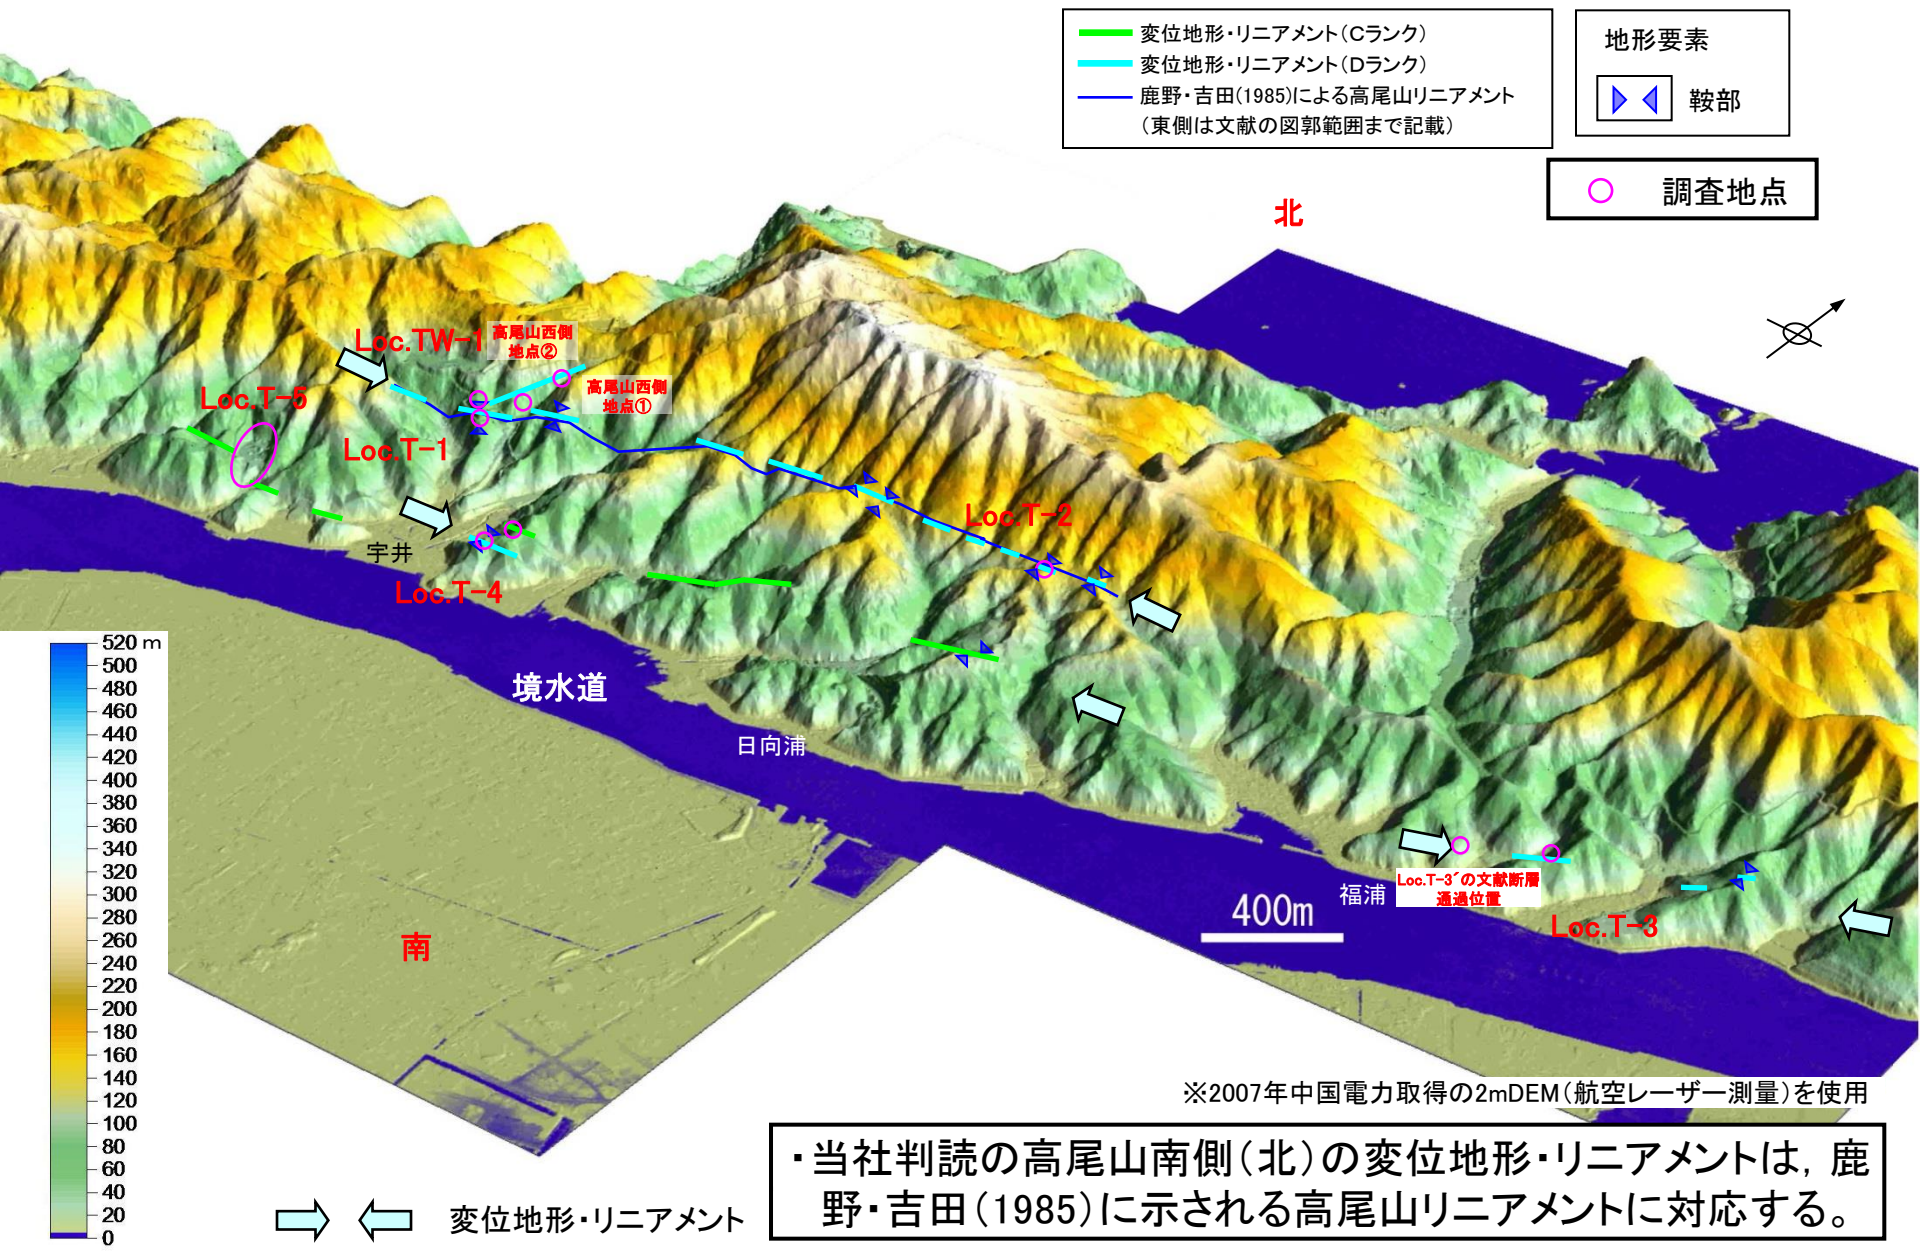 変位地形・リニアメント(Cランク)
変位地形・リニアメント(Dランク)
鹿野・吉田(1985)による高尾山リニアメント
(東側は文献の図郭範囲まで記載)
地形要素
鞍部
調査地点
北
Loc.TW-1
高尾山西側
地点②
高尾山西側
地点①
Loc.T-5
Loc.T-1
Loc.T-2
宇井
Loc.T-4
境水道
日向浦
Loc.T-3´の文献断層
通過位置
福浦
Loc.T-3
400m
南
520 m
500
480
460
440
420
400
380
360
340
320
300
280
260
240
220
200
180
160
140
120
100
80
60
40
20
0
※2007年中国電力取得の2mDEM(航空レーザー測量)を使用
・当社判読の高尾山南側(北)の変位地形・リニアメントは,鹿
野・吉田(1985)に示される高尾山リニアメントに対応する。
変位地形・リニアメント